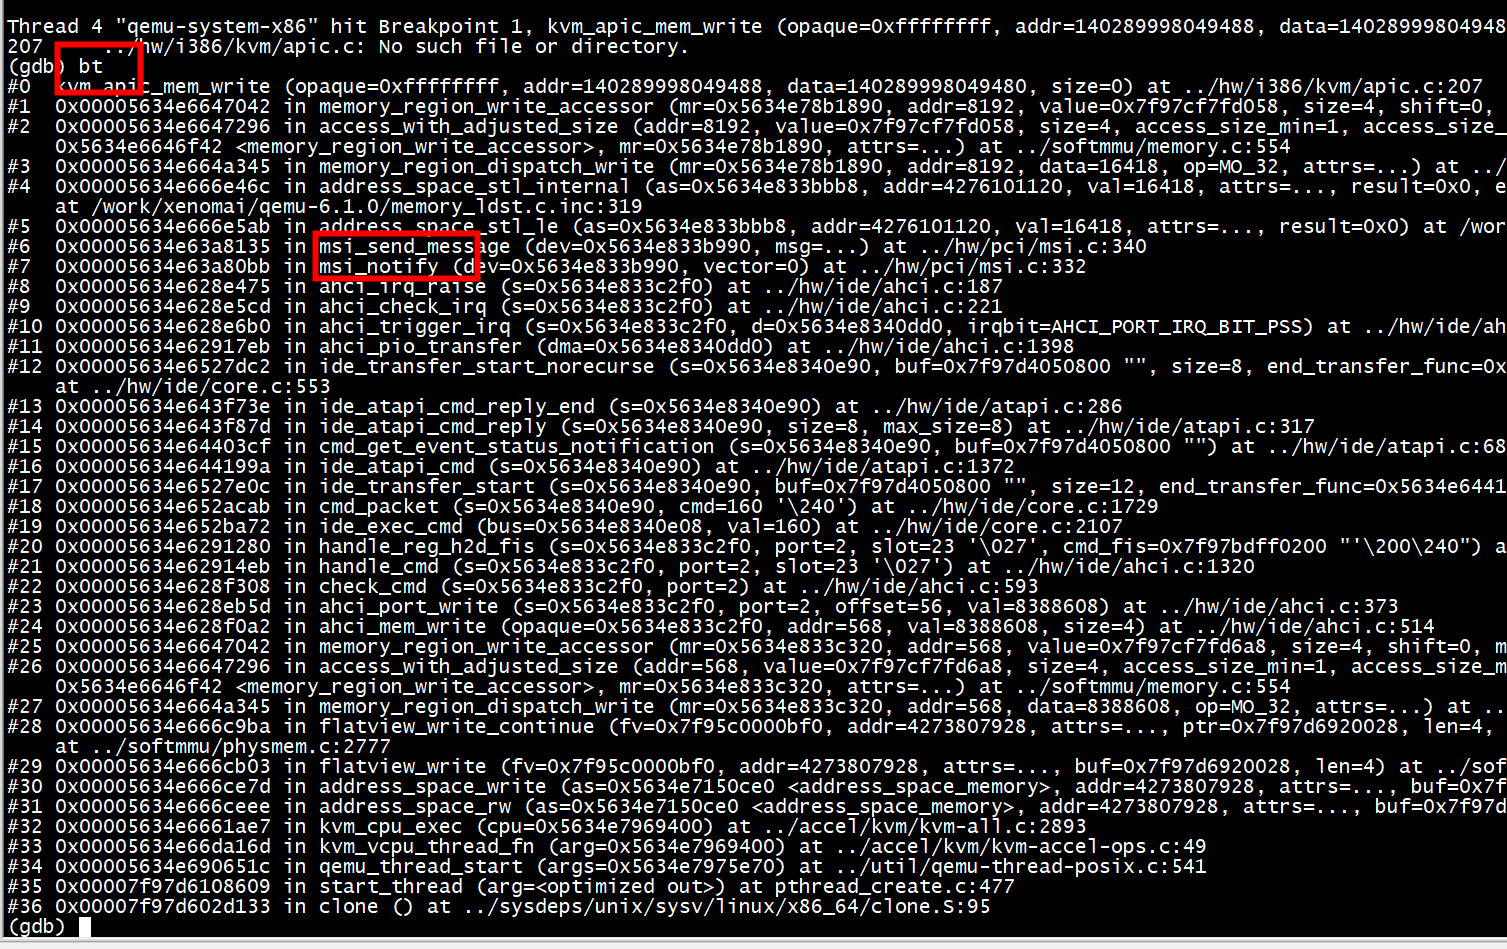 Thread 4 "qemu-system-x86" hit Breakpoint 1, kvm_apic_mem_write (opaque=0xffffffff, addr=140289998049488, data=14028999804948
207     ../hw/i386/kvm/apic.c: No such file or directory.
(gdb) bt
#0  kvm_apic_mem_write (opaque=0xffffffff, addr=140289998049488, data=140289998049480, size=0) at ../hw/i386/kvm/apic.c:207
#1  0x00005634e6647042 in memory_region_write_accessor (mr=0x5634e78b1890, addr=8192, value=0x7f97cf7fd058, size=4, shift=0,
#2  0x00005634e6647296 in access_with_adjusted_size (addr=8192, value=0x7f97cf7fd058, size=4, access_size_min=1, access_size_
    0x5634e6646f42 <memory_region_write_accessor>, mr=0x5634e78b1890, attrs=...) at ../softmmu/memory.c:554
#3  0x00005634e664a345 in memory_region_dispatch_write (mr=0x5634e78b1890, addr=8192, data=16418, op=MO_32, attrs=...) at ../
#4  0x00005634e666e46c in address_space_stl_internal (as=0x5634e833bbb8, addr=4276101120, val=16418, attrs=..., result=0x0, e
    at /work/xenomai/qemu-6.1.0/memory_ldst.c.inc:319
#5  0x00005634e666e5ab in address_space_stl_le (as=0x5634e833bbb8, addr=4276101120, val=16418, attrs=..., result=0x0) at /wor
#6  0x00005634e63a8135 in msi_send_message (dev=0x5634e833b990, msg=...) at ../hw/pci/msi.c:340
#7  0x00005634e63a80bb in msi_notify (dev=0x5634e833b990, vector=0) at ../hw/pci/msi.c:332
#8  0x00005634e628e475 in ahci_irq_raise (s=0x5634e833c2f0) at ../hw/ide/ahci.c:187
#9  0x00005634e628e5cd in ahci_check_irq (s=0x5634e833c2f0) at ../hw/ide/ahci.c:221
#10 0x00005634e628e6b0 in ahci_trigger_irq (s=0x5634e833c2f0, d=0x5634e8340dd0, irqbit=AHCI_PORT_IRQ_BIT_PSS) at ../hw/ide/ah
#11 0x00005634e62917eb in ahci_pio_transfer (dma=0x5634e8340dd0) at ../hw/ide/ahci.c:1398
#12 0x00005634e6527dc2 in ide_transfer_start_norecurse (s=0x5634e8340e90, buf=0x7f97d4050800 "", size=8, end_transfer_func=0x
    at ../hw/ide/core.c:553
#13 0x00005634e643f73e in ide_atapi_cmd_reply_end (s=0x5634e8340e90) at ../hw/ide/atapi.c:286
#14 0x00005634e643f87d in ide_atapi_cmd_reply (s=0x5634e8340e90, size=8, max_size=8) at ../hw/ide/atapi.c:317
#15 0x00005634e64403cf in cmd_get_event_status_notification (s=0x5634e8340e90, buf=0x7f97d4050800 "") at ../hw/ide/atapi.c:68
#16 0x00005634e644199a in ide_atapi_cmd (s=0x5634e8340e90) at ../hw/ide/atapi.c:1372
#17 0x00005634e6527e0c in ide_transfer_start (s=0x5634e8340e90, buf=0x7f97d4050800 "", size=12, end_transfer_func=0x5634e6441
#18 0x00005634e652acab in cmd_packet (s=0x5634e8340e90, cmd=160 '\240') at ../hw/ide/core.c:1729
#19 0x00005634e652ba72 in ide_exec_cmd (bus=0x5634e8340e08, val=160) at ../hw/ide/core.c:2107
#20 0x00005634e6291280 in handle_reg_h2d_fis (s=0x5634e833c2f0, port=2, slot=23 '\027', cmd_fis=0x7f97bdff0200 "'\200\240") a
#21 0x00005634e62914eb in handle_cmd (s=0x5634e833c2f0, port=2, slot=23 '\027') at ../hw/ide/ahci.c:1320
#22 0x00005634e628f308 in check_cmd (s=0x5634e833c2f0, port=2) at ../hw/ide/ahci.c:593
#23 0x00005634e628eb5d in ahci_port_write (s=0x5634e833c2f0, port=2, offset=56, val=8388608) at ../hw/ide/ahci.c:373
#24 0x00005634e628f0a2 in ahci_mem_write (opaque=0x5634e833c2f0, addr=568, val=8388608, size=4) at ../hw/ide/ahci.c:514
#25 0x00005634e6647042 in memory_region_write_accessor (mr=0x5634e833c320, addr=568, value=0x7f97cf7fd6a8, size=4, shift=0, m
#26 0x00005634e6647296 in access_with_adjusted_size (addr=568, value=0x7f97cf7fd6a8, size=4, access_size_min=1, access_size_m
    0x5634e6646f42 <memory_region_write_accessor>, mr=0x5634e833c320, attrs=...) at ../softmmu/memory.c:554
#27 0x00005634e664a345 in memory_region_dispatch_write (mr=0x5634e833c320, addr=568, data=8388608, op=MO_32, attrs=...) at ..
#28 0x00005634e666c9ba in flatview_write_continue (fv=0x7f95c0000bf0, addr=4273807928, attrs=..., ptr=0x7f97d6920028, len=4,
    at ../softmmu/physmem.c:2777
#29 0x00005634e666cb03 in flatview_write (fv=0x7f95c0000bf0, addr=4273807928, attrs=..., buf=0x7f97d6920028, len=4) at ../sof
#30 0x00005634e666ce7d in address_space_write (as=0x5634e7150ce0 <address_space_memory>, addr=4273807928, attrs=..., buf=0x7f
#31 0x00005634e666ceee in address_space_rw (as=0x5634e7150ce0 <address_space_memory>, addr=4273807928, attrs=..., buf=0x7f97d
#32 0x00005634e6661ae7 in kvm_cpu_exec (cpu=0x5634e7969400) at ../accel/kvm/kvm-all.c:2893
#33 0x00005634e66da16d in kvm_vcpu_thread_fn (arg=0x5634e7969400) at ../accel/kvm/kvm-accel-ops.c:49
#34 0x00005634e690651c in qemu_thread_start (args=0x5634e7975e70) at ../util/qemu-thread-posix.c:541
#35 0x00007f97d6108609 in start_thread (arg=<optimized out>) at pthread_create.c:477
#36 0x00007f97d602d133 in clone () at ../sysdeps/unix/sysv/linux/x86_64/clone.S:95
(gdb)